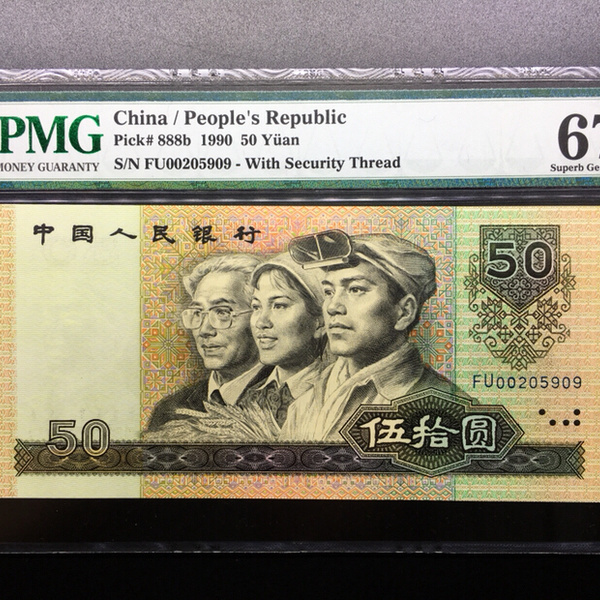 PMG
MONEY GUARANTY
China / People's Republic
Pick# 888b 1990 50 Yüan
S/N FU00205909 - With Security Thread
67
Superb Ge
中国人民银行
50
FU00205909
50
伍拾圆